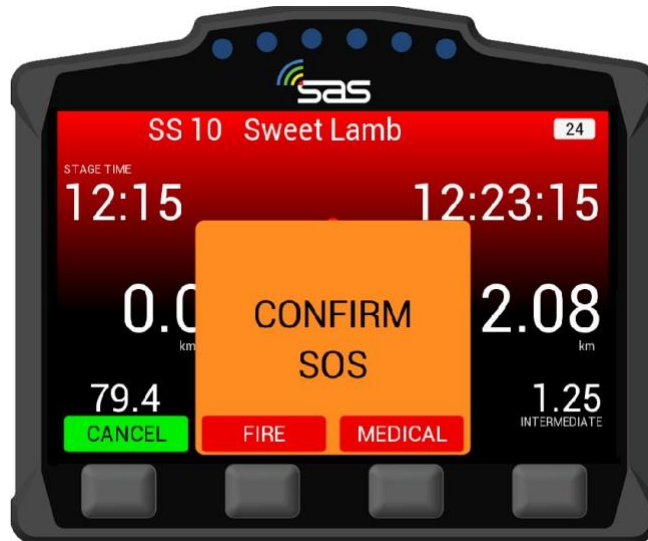 sas
SS 10 Sweet Lamb 24
STAGE TIME
12:15 12:23:15
CONFIRM
SOS
2.08
km km
79.4 1.25
INTERMEDIATE
CANCEL FIRE MEDICAL